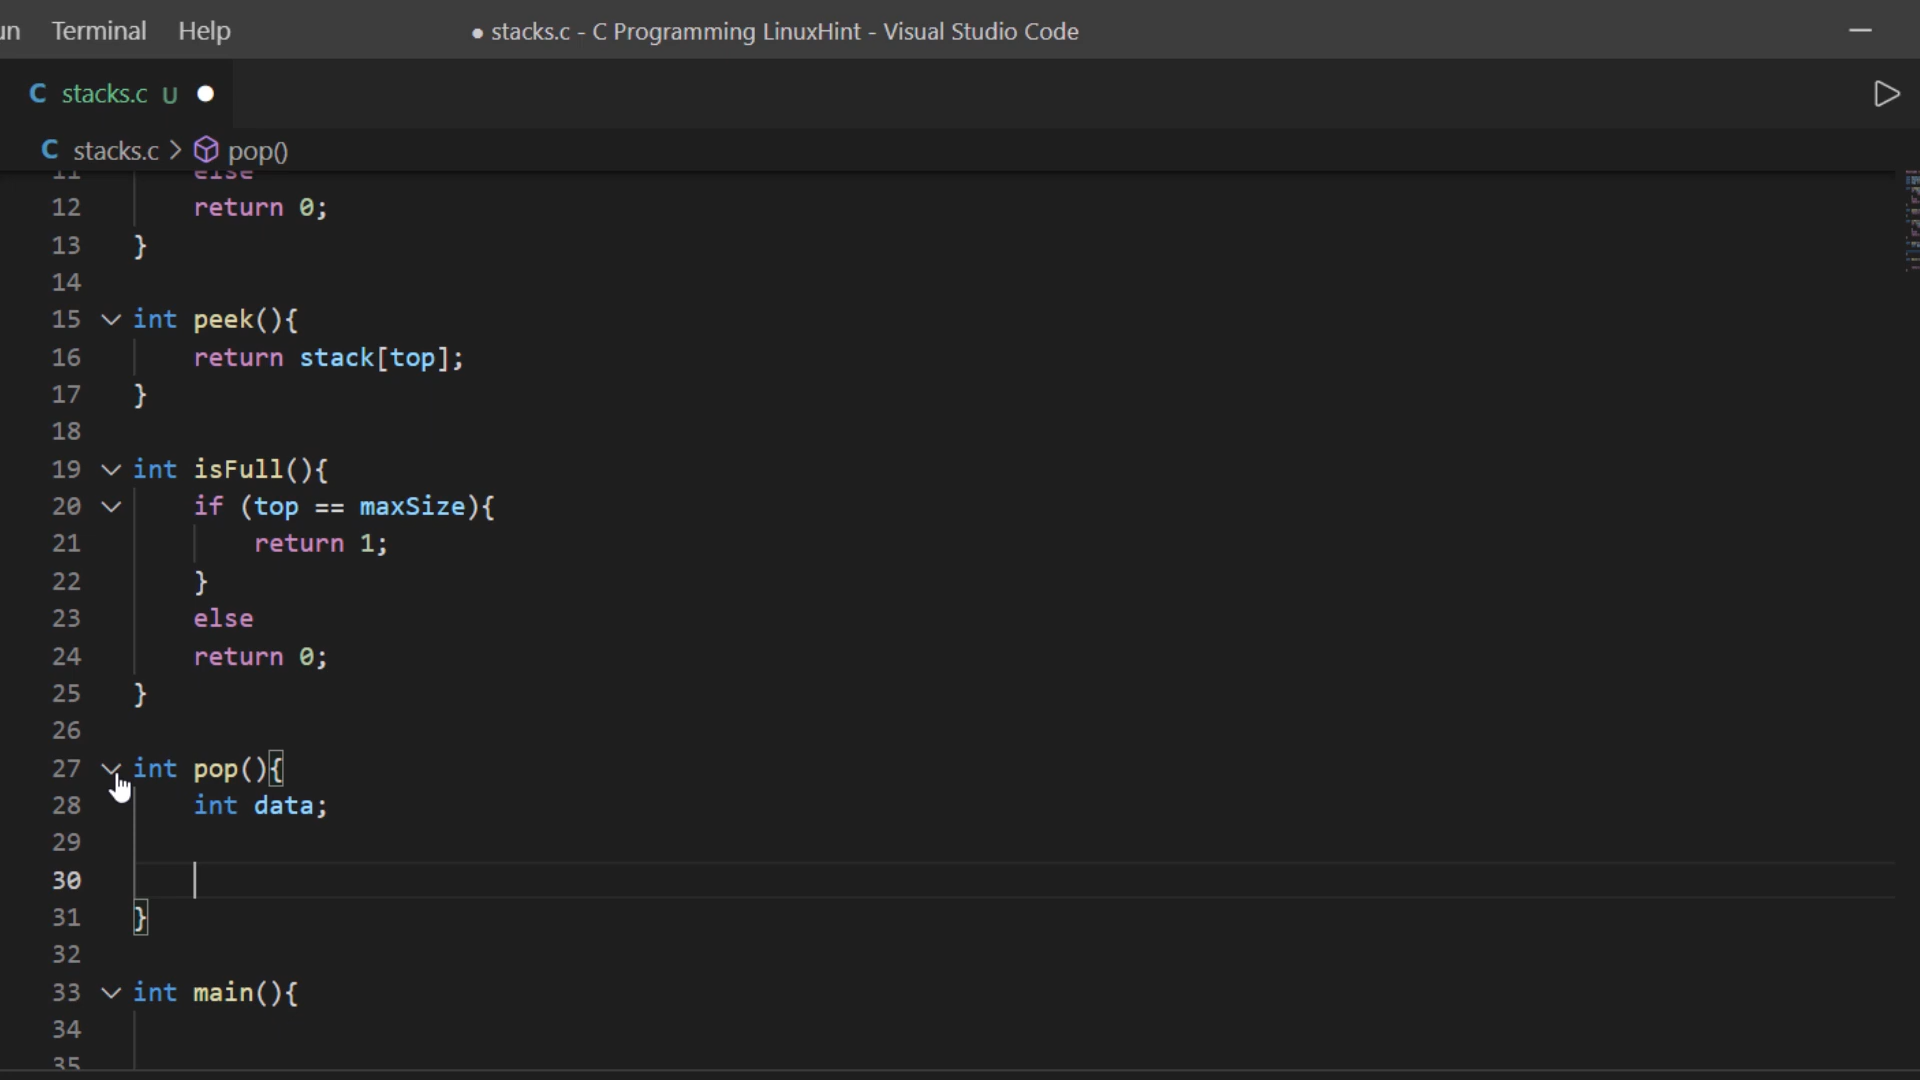 Terminal Help ● stacks.c - C Programming LinuxHint - Visual Studio Code
C stacks.c U ●
C stacks.c > pop()
11 else
12 return 0;
13 }
14
15 int peek(){
16 return stack[top];
17 }
18
19 int isFull(){
20 if (top == maxSize){
21 return 1;
22 }
23 else
24 return 0;
25 }
26
27 int pop(){
28 int data;
29
30
31 }
32
33 int main(){
34
35